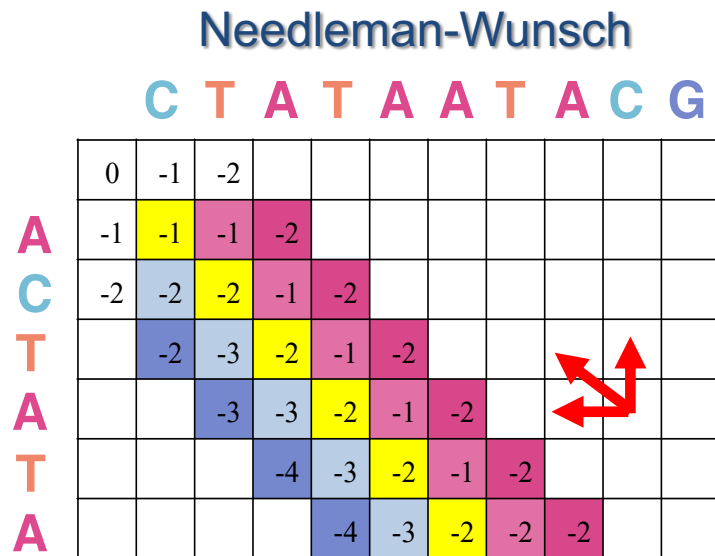 Needleman-Wunsch
C T A T A A T A C G
0 -1 -2
A -1 -1 -1 -2
C -2 -2 -2 -1 -2
T -2 -3 -2 -1 -2
A -3 -3 -2 -1 -2
T -4 -3 -2 -1 -2
A -4 -3 -2 -2 -2